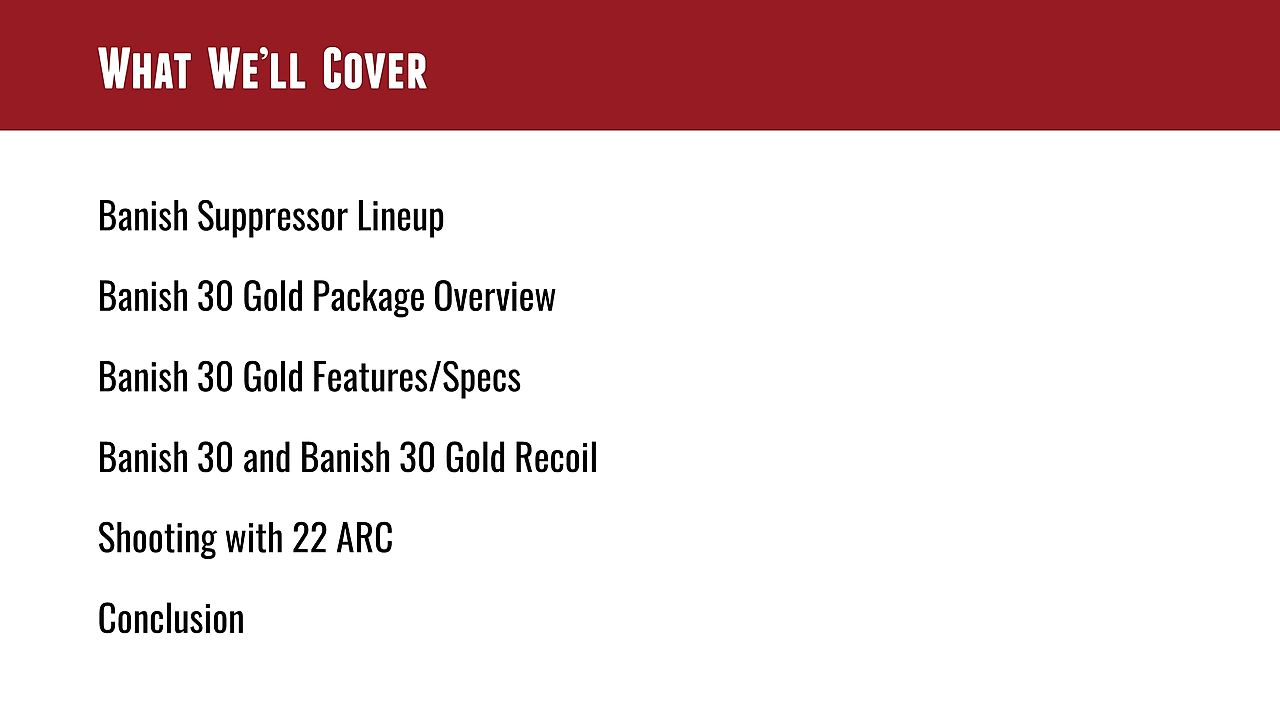 What We’ll Cover
Banish Suppressor Lineup
Banish 30 Gold Package Overview
Banish 30 Gold Features/Specs
Banish 30 and Banish 30 Gold Recoil
Shooting with 22 ARC
Conclusion